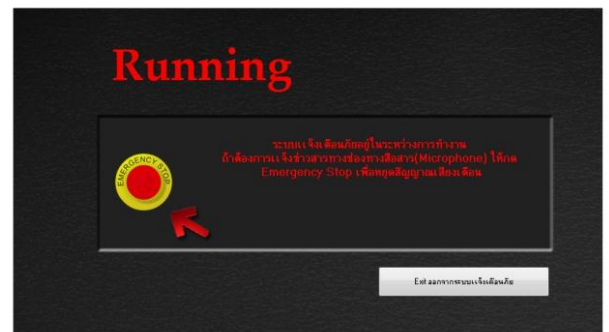 Running
ระบบแจ้งเตือนภัยอยู่ในระหว่างการทำงาน
ถ้าต้องการแจ้งข่าวสารทางช่องทางสื่อสาร(Microphone) ให้กด
Emergency Stop เพื่อหยุดสัญญาณเสียงเตือน
EMERGENCY STOP
Exit ออกจากระบบแจ้งเตือนภัย